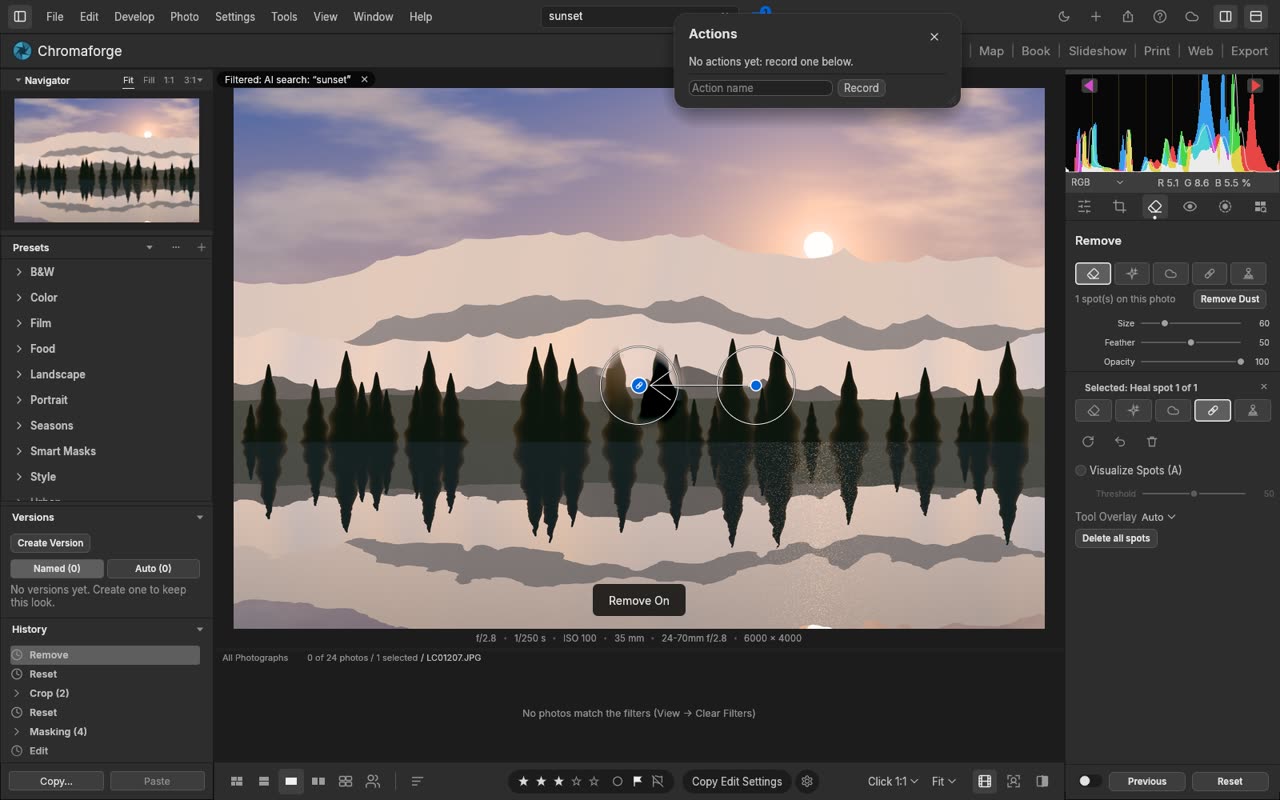 File Edit Develop Photo Settings Tools View Window Help
sunset
Chromaforge
Map | Book | Slideshow | Print | Web | Export
Actions
No actions yet: record one below.
Action name Record
Navigator Fit Fill 1:1 3:1
Filtered: AI search: “sunset”
Presets
B&W
Color
Film
Food
Landscape
Portrait
Seasons
Smart Masks
Style
Versions
Create Version
Named (0) Auto (0)
No versions yet. Create one to keep
this look.
History
Remove
Reset
Crop (2)
Reset
Masking (4)
Edit
Copy... Paste
Remove On
f/2.8 • 1/250 s • ISO 100 • 35 mm • 24-70mm f/2.8 • 6000 × 4000
All Photographs 0 of 24 photos / 1 selected / LC01207.JPG
No photos match the filters (View → Clear Filters)
Copy Edit Settings
Click 1:1 Fit
RGB R 5.1 G 8.6 B 5.5 %
Remove
1 spot(s) on this photo Remove Dust
Size 60
Feather 50
Opacity 100
Selected: Heal spot 1 of 1
Visualize Spots (A)
Threshold 50
Tool Overlay Auto
Delete all spots
Previous Reset